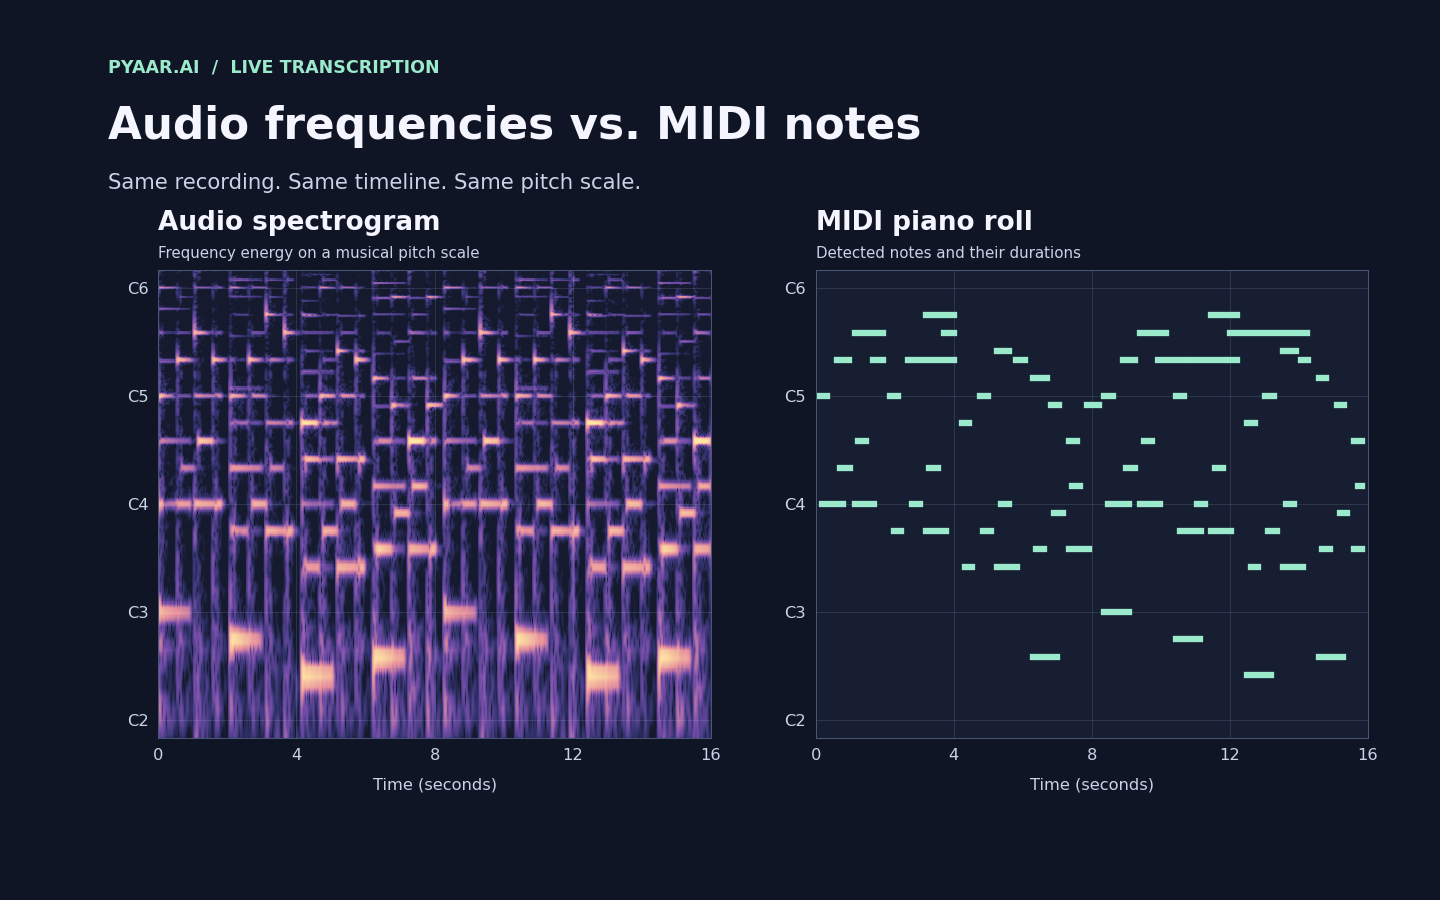 PYAAR.AI / LIVE TRANSCRIPTION
Audio frequencies vs. MIDI notes
Same recording. Same timeline. Same pitch scale.
Audio spectrogram
Frequency energy on a musical pitch scale
C6
C5
C4
C3
C2
0 4 8 12 16
Time (seconds)
MIDI piano roll
Detected notes and their durations
C6
C5
C4
C3
C2
0 4 8 12 16
Time (seconds)